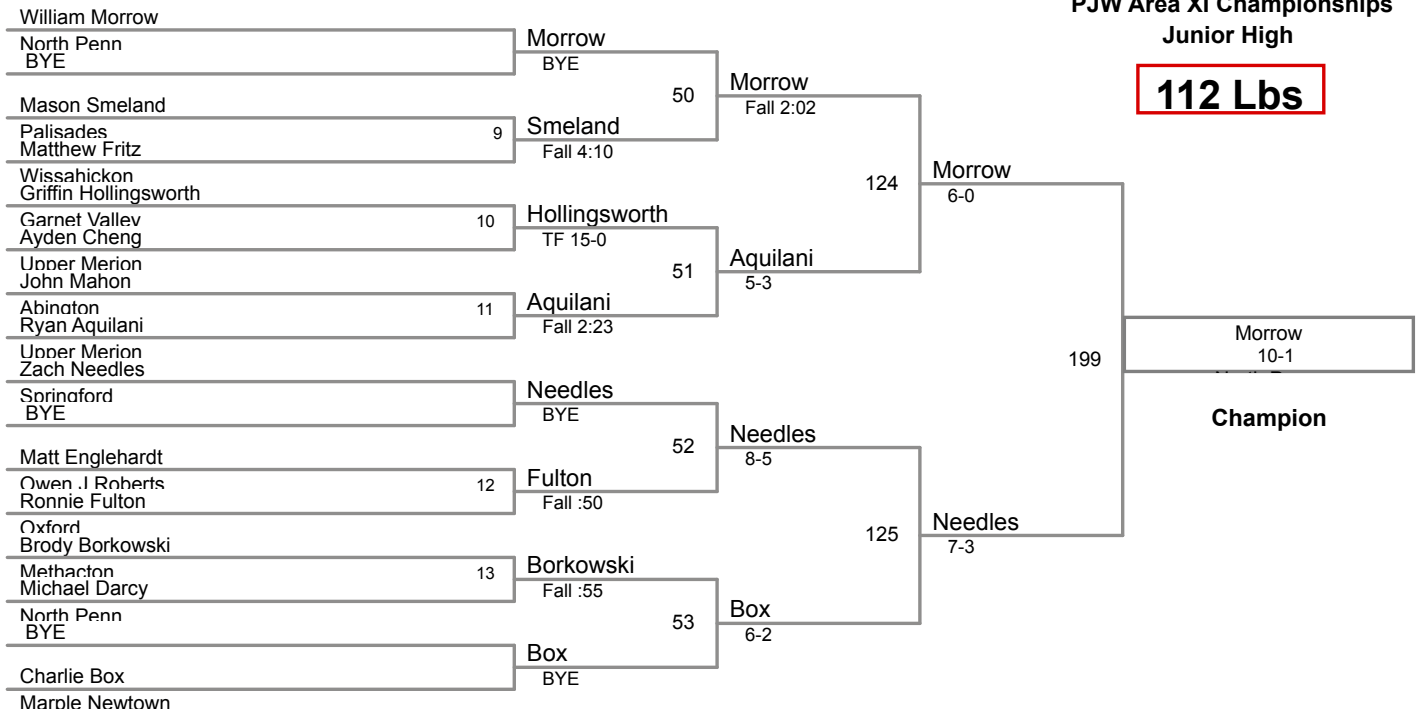 PJW Area XI Championships
Junior High
112 Lbs
William Morrow
North Penn
BYE
Mason Smeland
Palisades
Matthew Fritz
Wissahickon
Griffin Hollingsworth
Garnet Valley
Ayden Cheng
Upper Merion
John Mahon
Abington
Ryan Aquilani
Upper Merion
Zach Needles
Springford
BYE
Matt Englehardt
Owen J Roberts
Ronnie Fulton
Oxford
Brody Borkowski
Methacton
Michael Darcy
North Penn
BYE
Charlie Box
Marple Newtown
9
10
11
12
13
Morrow
BYE
Smeland
Fall 4:10
Hollingsworth
TF 15-0
Aquilani
Fall 2:23
Needles
BYE
Fulton
Fall :50
Borkowski
Fall :55
Box
BYE
50
51
52
53
Morrow
Fall 2:02
Aquilani
5-3
Needles
8-5
Box
6-2
124
125
Morrow
6-0
Needles
7-3
199
Morrow
10-1
Champion